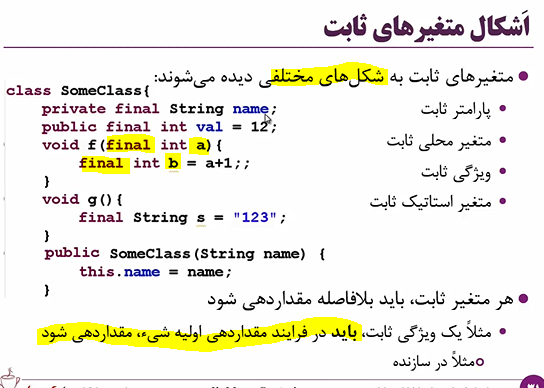 اَشکال متغیرهای ثابت
متغیرهای ثابت به شکل‌های مختلفی دیده می‌شوند:
پارامتر ثابت
متغیر محلی ثابت
ویژگی ثابت
متغیر استاتیک ثابت
class SomeClass{
private final String name;
public final int val = 12;
void f(final int a){
final int b = a+1;;
}
void g(){
final String s = "123";
}
public SomeClass(String name) {
this.name = name;
}
هر متغیر ثابت، باید بلافاصله مقداردهی شود
مثلاً یک ویژگی ثابت، باید در فرایند مقداردهی اولیه شیء، مقداردهی شود
مثلاً در سازنده